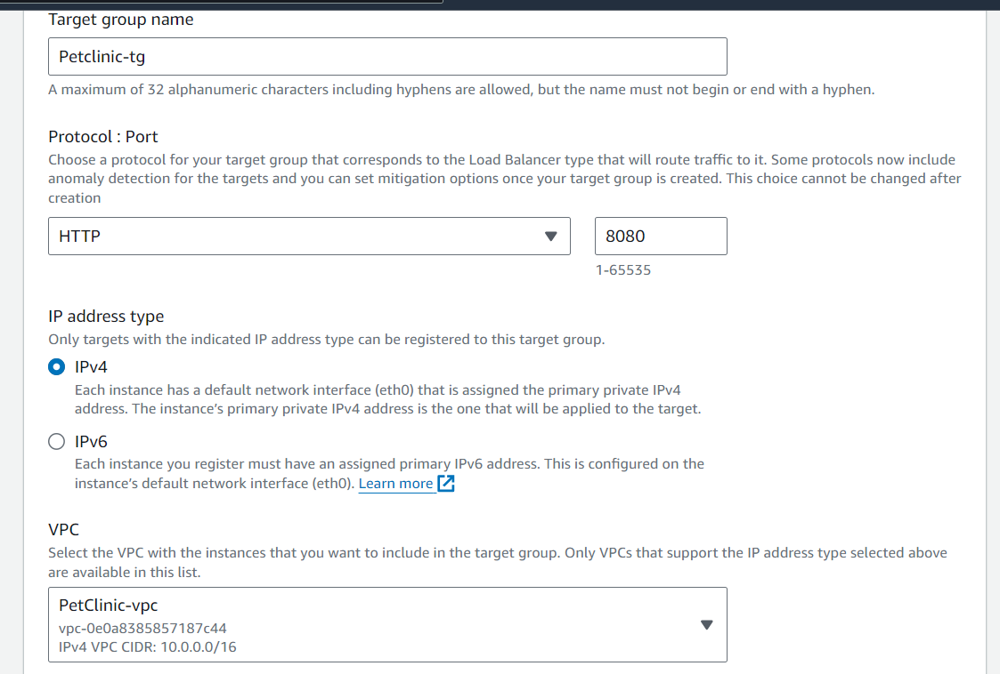 Target group name
Petclinic-tg
A maximum of 32 alphanumeric characters including hyphens are allowed, but the name must not begin or end with a hyphen.
Protocol : Port
Choose a protocol for your target group that corresponds to the Load Balancer type that will route traffic to it. Some protocols now include
anomaly detection for the targets and you can set mitigation options once your target group is created. This choice cannot be changed after
creation
HTTP
8080
1-65535
IP address type
Only targets with the indicated IP address type can be registered to this target group.
IPv4
Each instance has a default network interface (eth0) that is assigned the primary private IPv4
address. The instance's primary private IPv4 address is the one that will be applied to the target.
IPv6
Each instance you register must have an assigned primary IPv6 address. This is configured on the
instance's default network interface (eth0). Learn more
VPC
Select the VPC with the instances that you want to include in the target group. Only VPCs that support the IP address type selected above
are available in this list.
PetClinic-vpc
vpc-0e0a8385857187c44
IPv4 VPC CIDR: 10.0.0.0/16